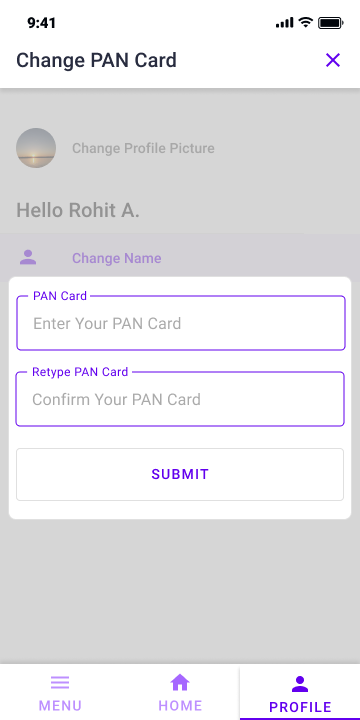 9:41
Change PAN Card
Change Profile Picture
Hello Rohit A.
Change Name
PAN Card
Enter Your PAN Card
Retype PAN Card
Confirm Your PAN Card
SUBMIT
MENU
HOME
PROFILE